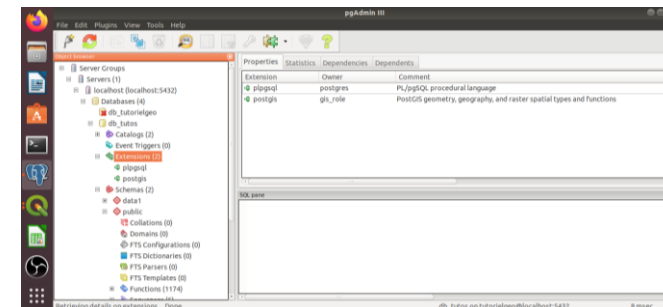 pgAdmin III
File Edit Plugins View Tools Help
Object browser
Server Groups
Servers (1)
localhost (localhost:5432)
Databases (4)
db_tutorielgeo
db_tutos
Catalogs (2)
Event Triggers (0)
Extensions (2)
plpgsql
postgis
Schemas (2)
data1
public
Collations (0)
Domains (0)
FTS Configurations (0)
FTS Dictionaries (0)
FTS Parsers (0)
FTS Templates (0)
Functions (1174)
Properties Statistics Dependencies Dependents
Extension Owner Comment
plpgsql postgres PL/pgSQL procedural language
postgis gis_role PostGIS geometry, geography, and raster spatial types and functions
SQL pane
Retrieving details on extensions... Done.
db_tutos on tutorielgeo@localhost:5432
8 msec